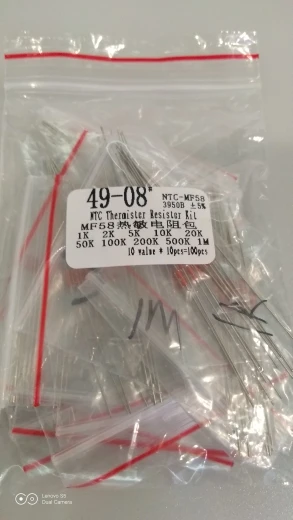 49-08# NTC-MF58
3950B ±5%
NTC Thermistor Resistor Kit
MF58热敏电阻包
1K 2K 5K 10K 20K
50K 100K 200K 500K 1M
10 value * 10pcs=100pcs
1M
Lenovo S5
Dual Camera